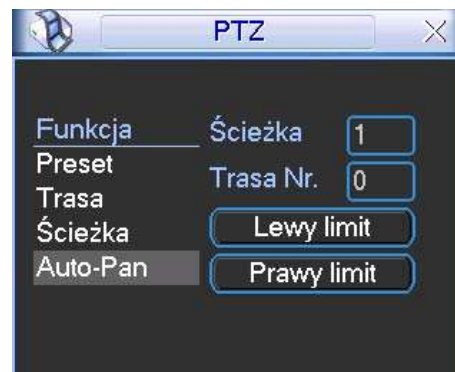 PTZ
Funkcja
Preset
Trasa
Ścieżka
Auto-Pan
Ścieżka 1
Trasa Nr. 0
Lewy limit
Prawy limit